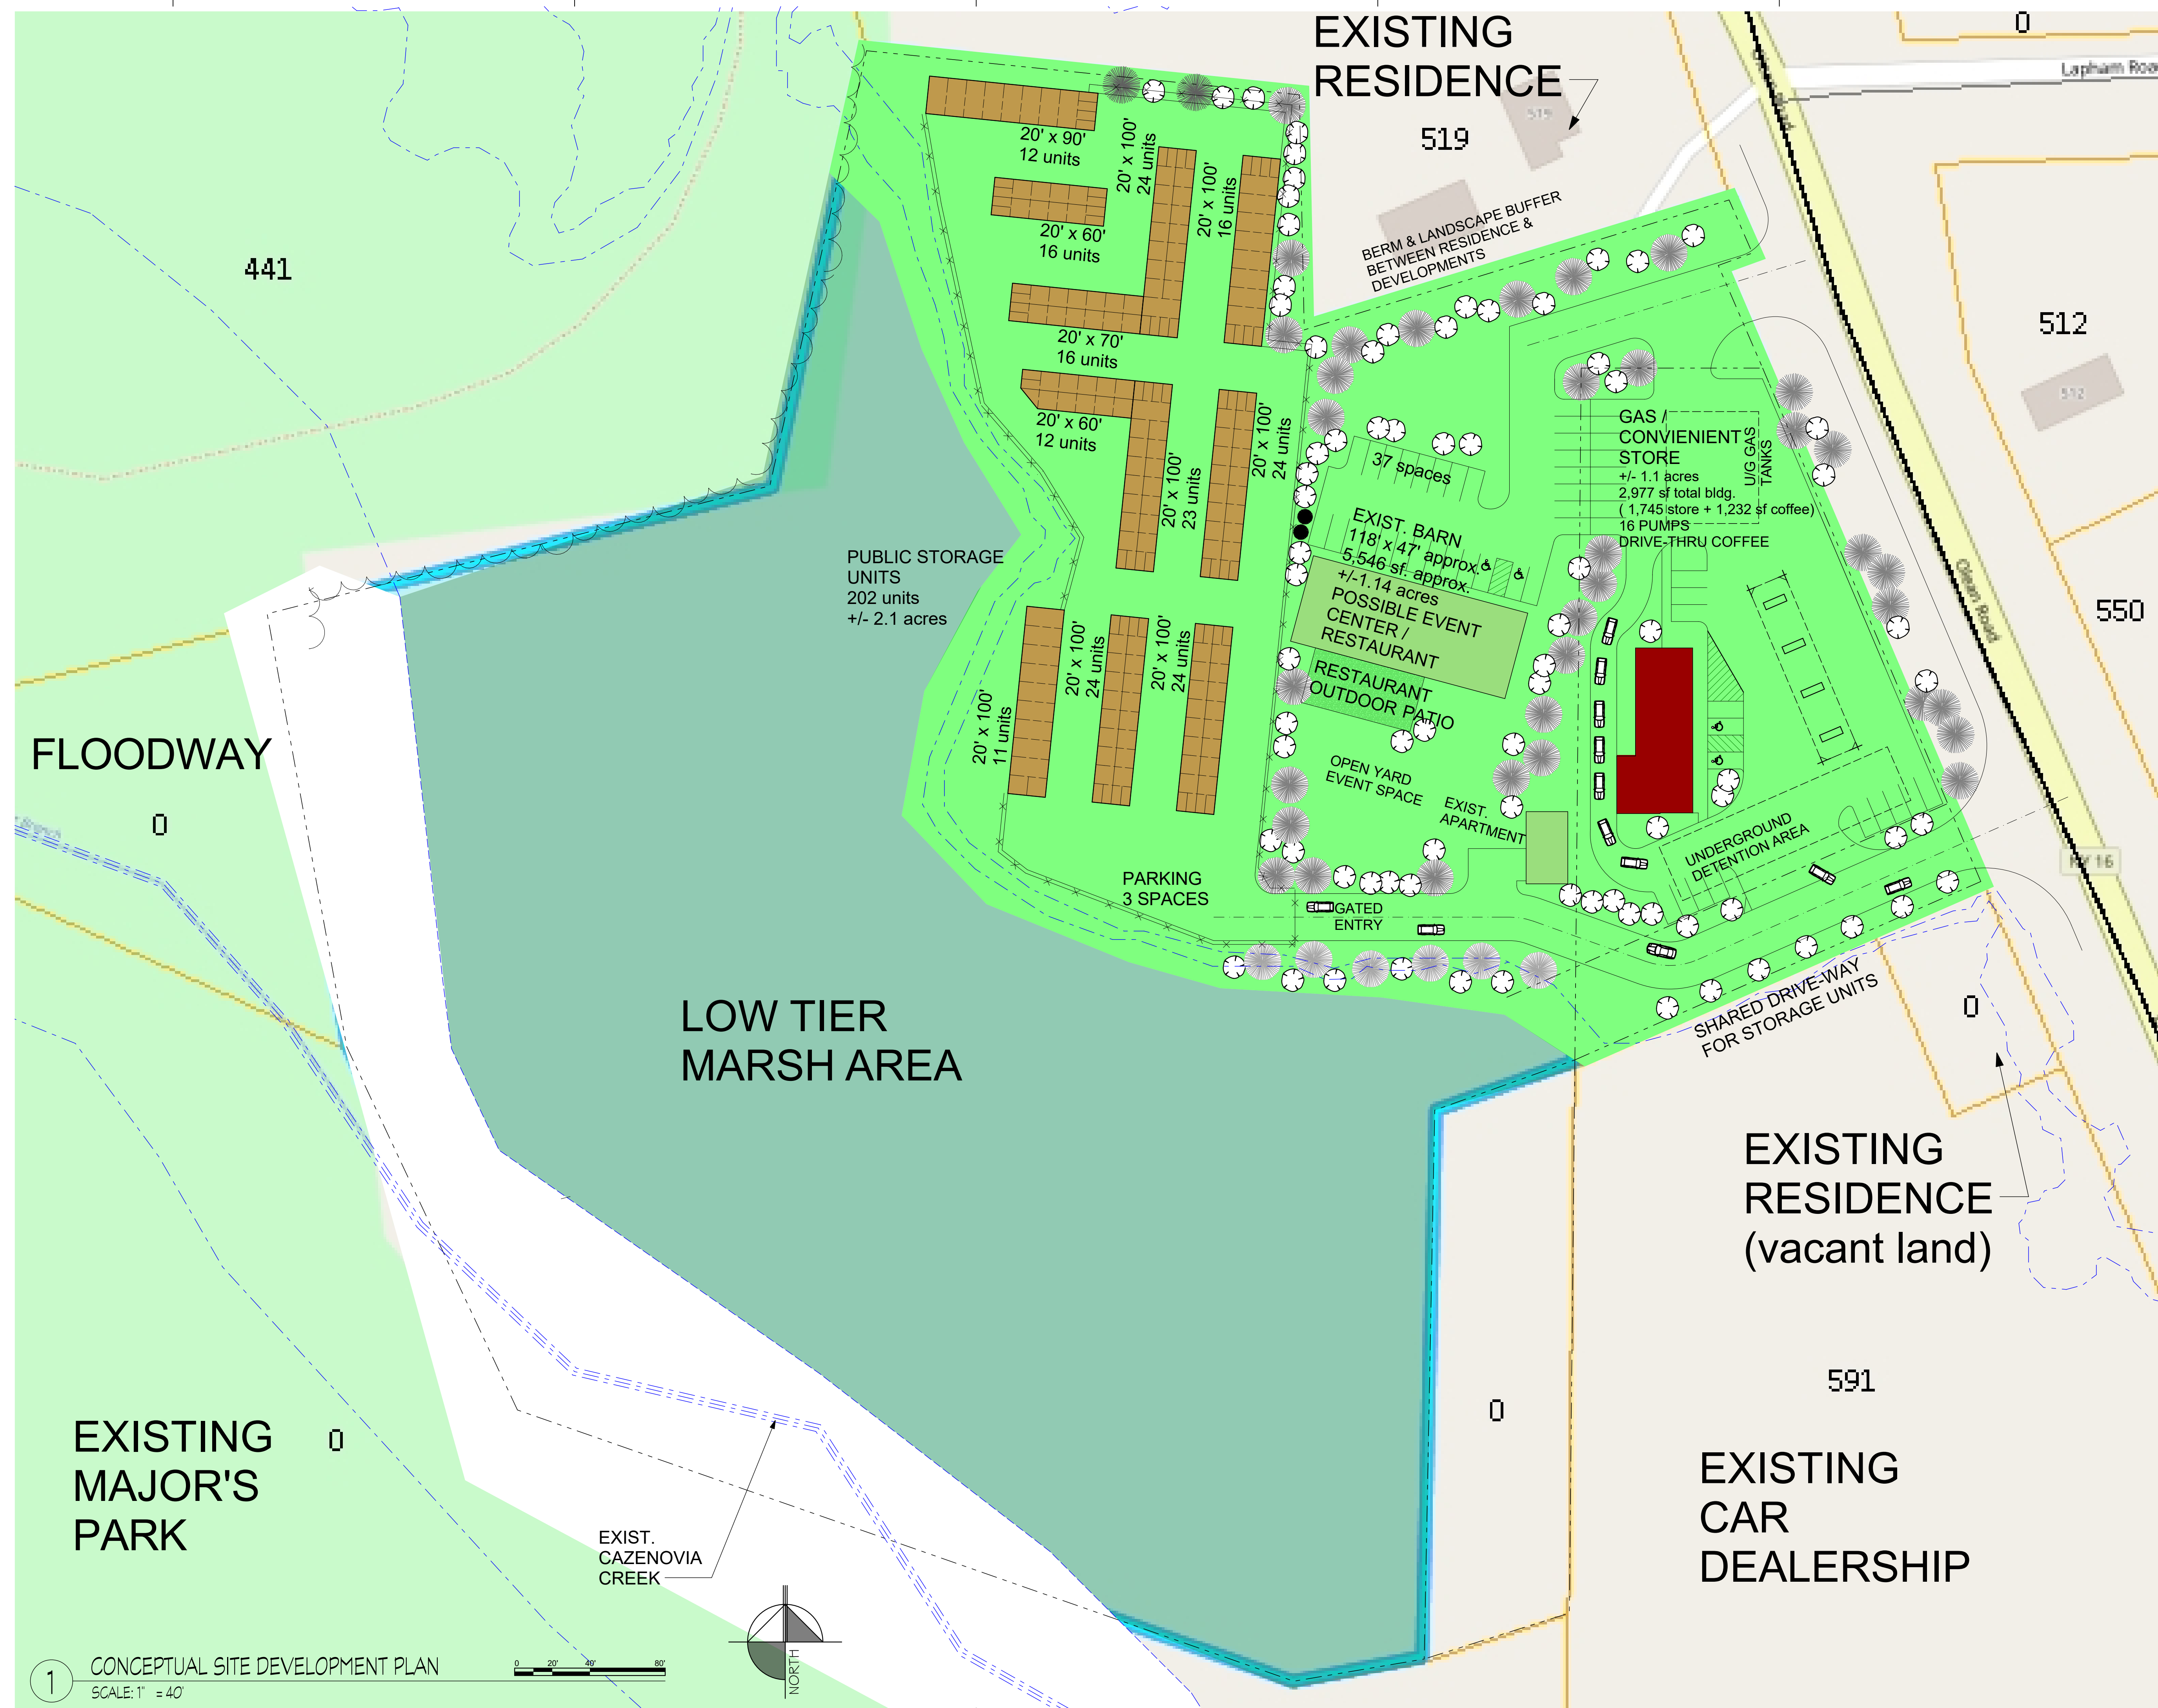 EXISTING
RESIDENCE
0
Lapham Roa
519
519
441
20' x 90'
12 units
20' x 100'
24 units
20' x 100'
16 units
20' x 60'
16 units
BERM & LANDSCAPE BUFFER
BETWEEN RESIDENCE &
DEVELOPMENTS
512
512
20' x 70'
16 units
20' x 60'
12 units
20' x 100'
23 units
20' x 100'
24 units
37 spaces
GAS /
CONVIENIENT
STORE
+/- 1.1 acres
2,977 sf total bldg.
( 1,745 store + 1,232 sf coffee)
16 PUMPS
DRIVE-THRU COFFEE
U/G GAS
TANKS
EXIST. BARN
118' x 47' approx.
5,546 sf. approx.
+/-1.14 acres
POSSIBLE EVENT
CENTER /
RESTAURANT
RESTAURANT
OUTDOOR PATIO
PUBLIC STORAGE
UNITS
202 units
+/- 2.1 acres
Olean Road
550
20' x 100'
11 units
20' x 100'
24 units
20' x 100'
24 units
FLOODWAY
0
OPEN YARD
EVENT SPACE
EXIST.
APARTMENT
UNDERGROUND
DETENTION AREA
NY 16
PARKING
3 SPACES
GATED
ENTRY
SHARED DRIVE-WAY
FOR STORAGE UNITS
0
LOW TIER
MARSH AREA
EXISTING
RESIDENCE
(vacant land)
591
0
EXISTING
MAJOR'S
PARK
0
EXISTING
CAR
DEALERSHIP
EXIST.
CAZENOVIA
CREEK
NORTH
1
CONCEPTUAL SITE DEVELOPMENT PLAN
SCALE: 1" = 40'
0 20' 40' 80'